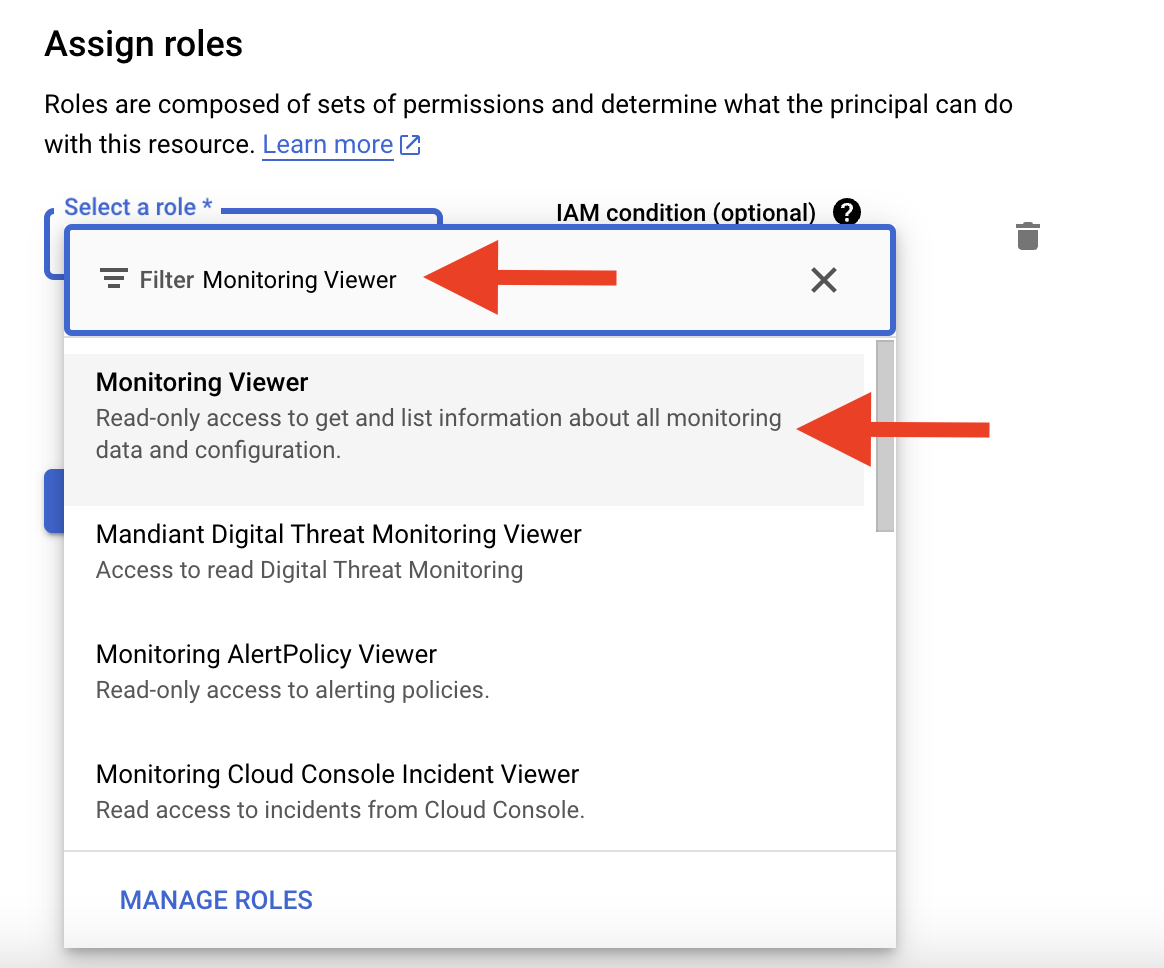 Assign roles
Roles are composed of sets of permissions and determine what the principal can do
with this resource. Learn more
Select a role *
IAM condition (optional)
Filter Monitoring Viewer
Monitoring Viewer
Read-only access to get and list information about all monitoring
data and configuration.
Mandiant Digital Threat Monitoring Viewer
Access to read Digital Threat Monitoring
Monitoring AlertPolicy Viewer
Read-only access to alerting policies.
Monitoring Cloud Console Incident Viewer
Read access to incidents from Cloud Console.
MANAGE ROLES